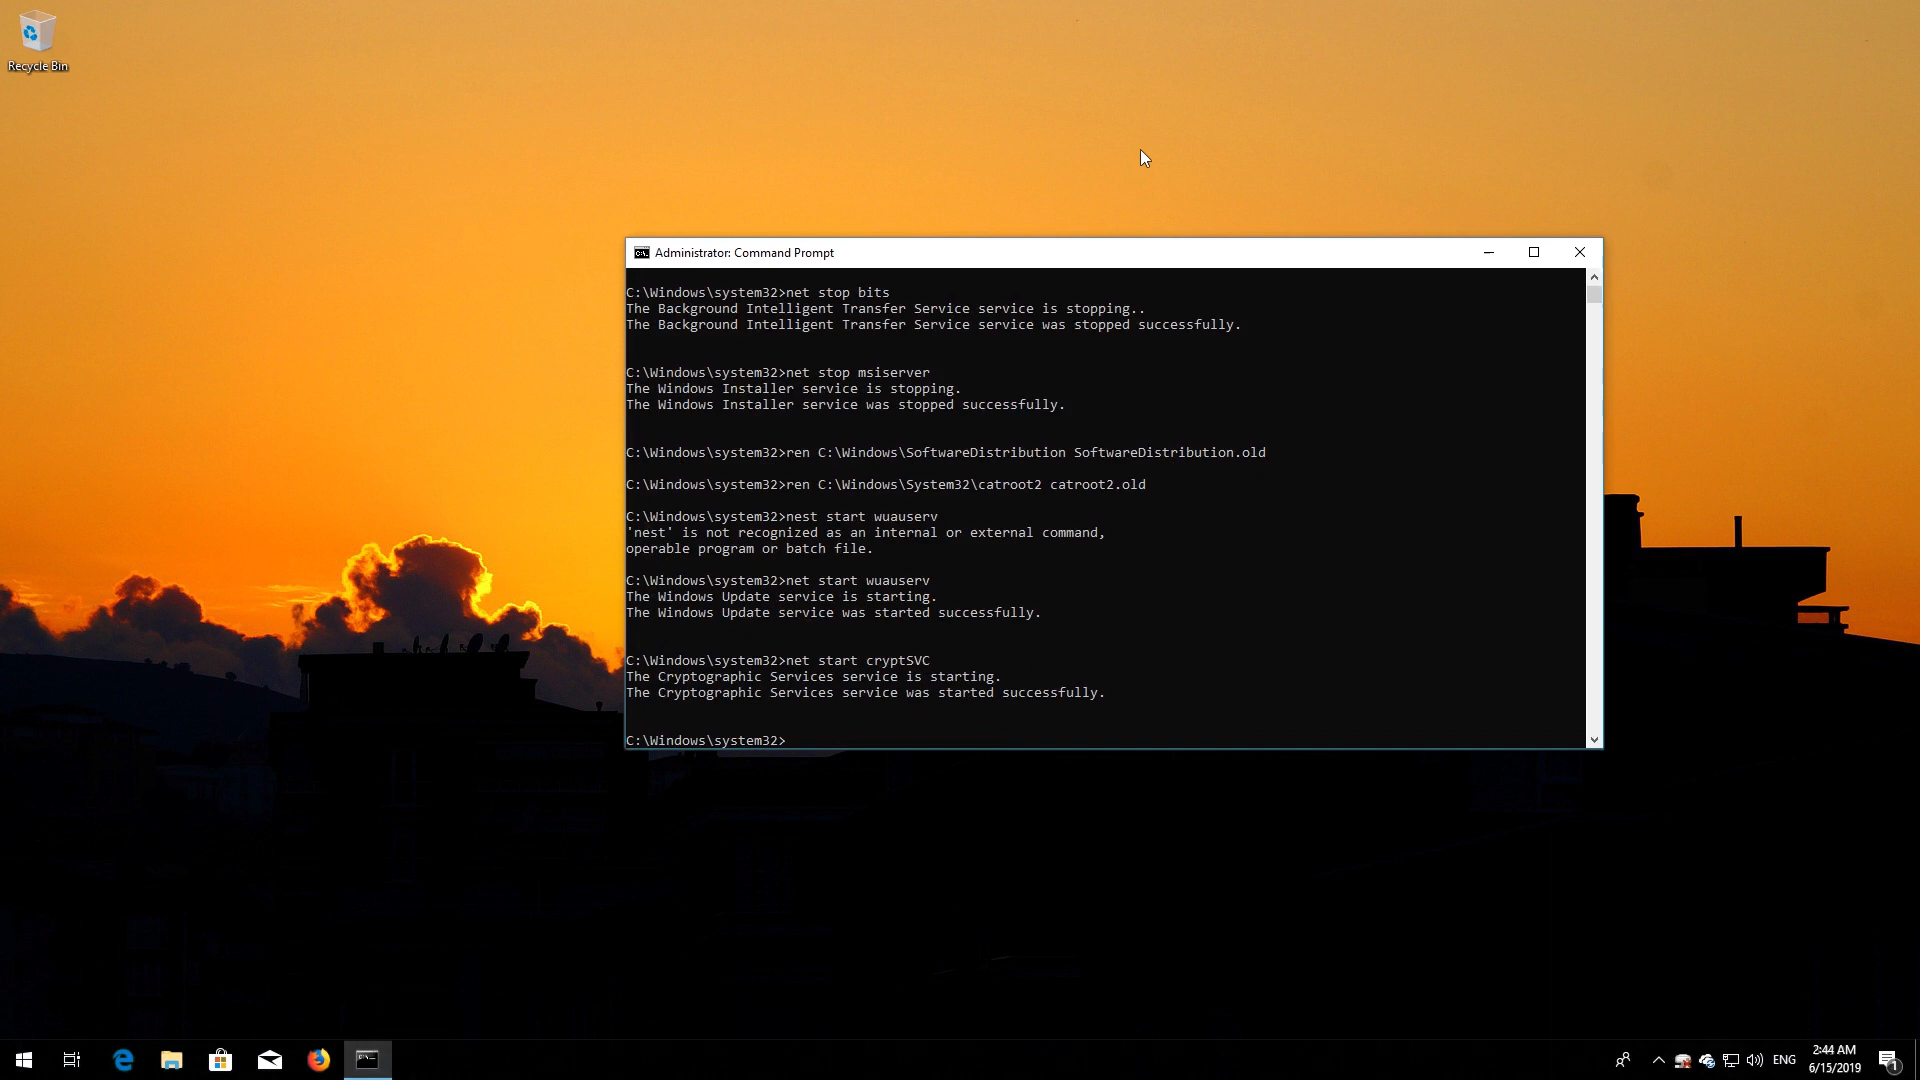 Recycle Bin
Administrator: Command Prompt
C:\Windows\system32>net stop bits
The Background Intelligent Transfer Service service is stopping..
The Background Intelligent Transfer Service service was stopped successfully.
C:\Windows\system32>net stop msiserver
The Windows Installer service is stopping.
The Windows Installer service was stopped successfully.
C:\Windows\system32>ren C:\Windows\SoftwareDistribution SoftwareDistribution.old
C:\Windows\system32>ren C:\Windows\System32\catroot2 catroot2.old
C:\Windows\system32>nest start wuauserv
'nest' is not recognized as an internal or external command,
operable program or batch file.
C:\Windows\system32>net start wuauserv
The Windows Update service is starting.
The Windows Update service was started successfully.
C:\Windows\system32>net start cryptSVC
The Cryptographic Services service is starting.
The Cryptographic Services service was started successfully.
C:\Windows\system32>
ENG
2:44 AM
6/15/2019
1